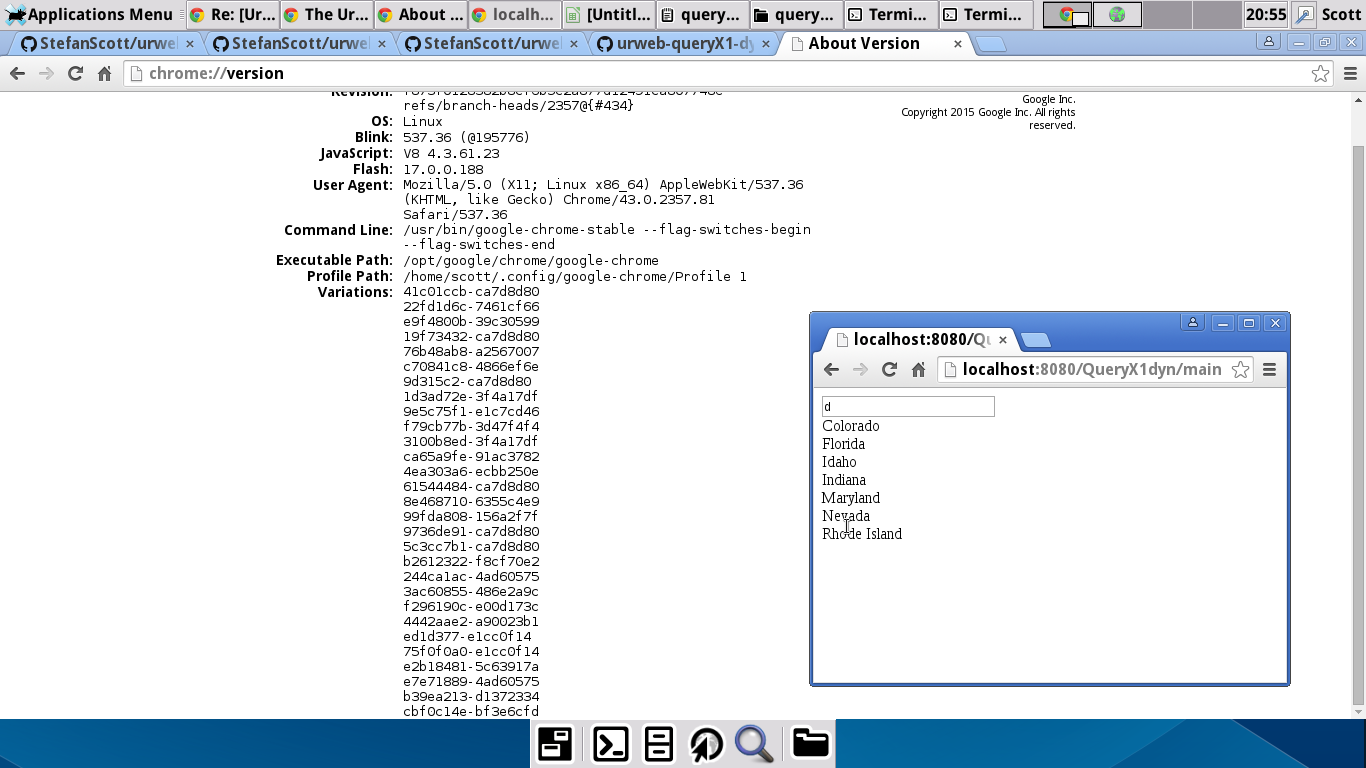 Applications Menu
Re: [Ur...
The Ur...
About ...
localh...
[Untitl...
query...
query...
Termi...
Termi...
20:55
Scott
StefanScott/urwe
StefanScott/urwe
StefanScott/urwe
urweb-queryX1-dy
About Version
chrome://version
Revision:
refs/branch-heads/2357@{#434}
Google Inc.
Copyright 2015 Google Inc. All rights
reserved.
OS: Linux
Blink: 537.36 (@195776)
JavaScript: V8 4.3.61.23
Flash: 17.0.0.188
User Agent: Mozilla/5.0 (X11; Linux x86_64) AppleWebKit/537.36
(KHTML, like Gecko) Chrome/43.0.2357.81
Safari/537.36
Command Line: /usr/bin/google-chrome-stable --flag-switches-begin
--flag-switches-end
Executable Path: /opt/google/chrome/google-chrome
Profile Path: /home/scott/.config/google-chrome/Profile 1
Variations: 41c01ccb-ca7d8d80
22fd1d6c-7461cf66
e9f4800b-39c30599
19f73432-ca7d8d80
76b48ab8-a2567007
c70841c8-4866ef6e
9d315c2-ca7d8d80
1d3ad72e-3f4a17df
9e5c75f1-e1c7cd46
f79cb77b-3d47f4f4
3100b8ed-3f4a17df
ca65a9fe-91ac3782
4ea303a6-ecbb250e
61544484-ca7d8d80
8e468710-6355c4e9
99fda808-156a2f7f
9736de91-ca7d8d80
5c3cc7b1-ca7d8d80
b2612322-f8cf70e2
244ca1ac-4ad60575
3ac60855-486e2a9c
f296190c-e00d173c
4442aae2-a90023b1
ed1d377-e1cc0f14
75f0f0a0-e1cc0f14
e2b18481-5c63917a
e7e71889-4ad60575
b39ea213-d1372334
cbf0c14e-bf3e6cfd
localhost:8080/Qu
localhost:8080/QueryX1dyn/main
d
Colorado
Florida
Idaho
Indiana
Maryland
Nevada
Rhode Island